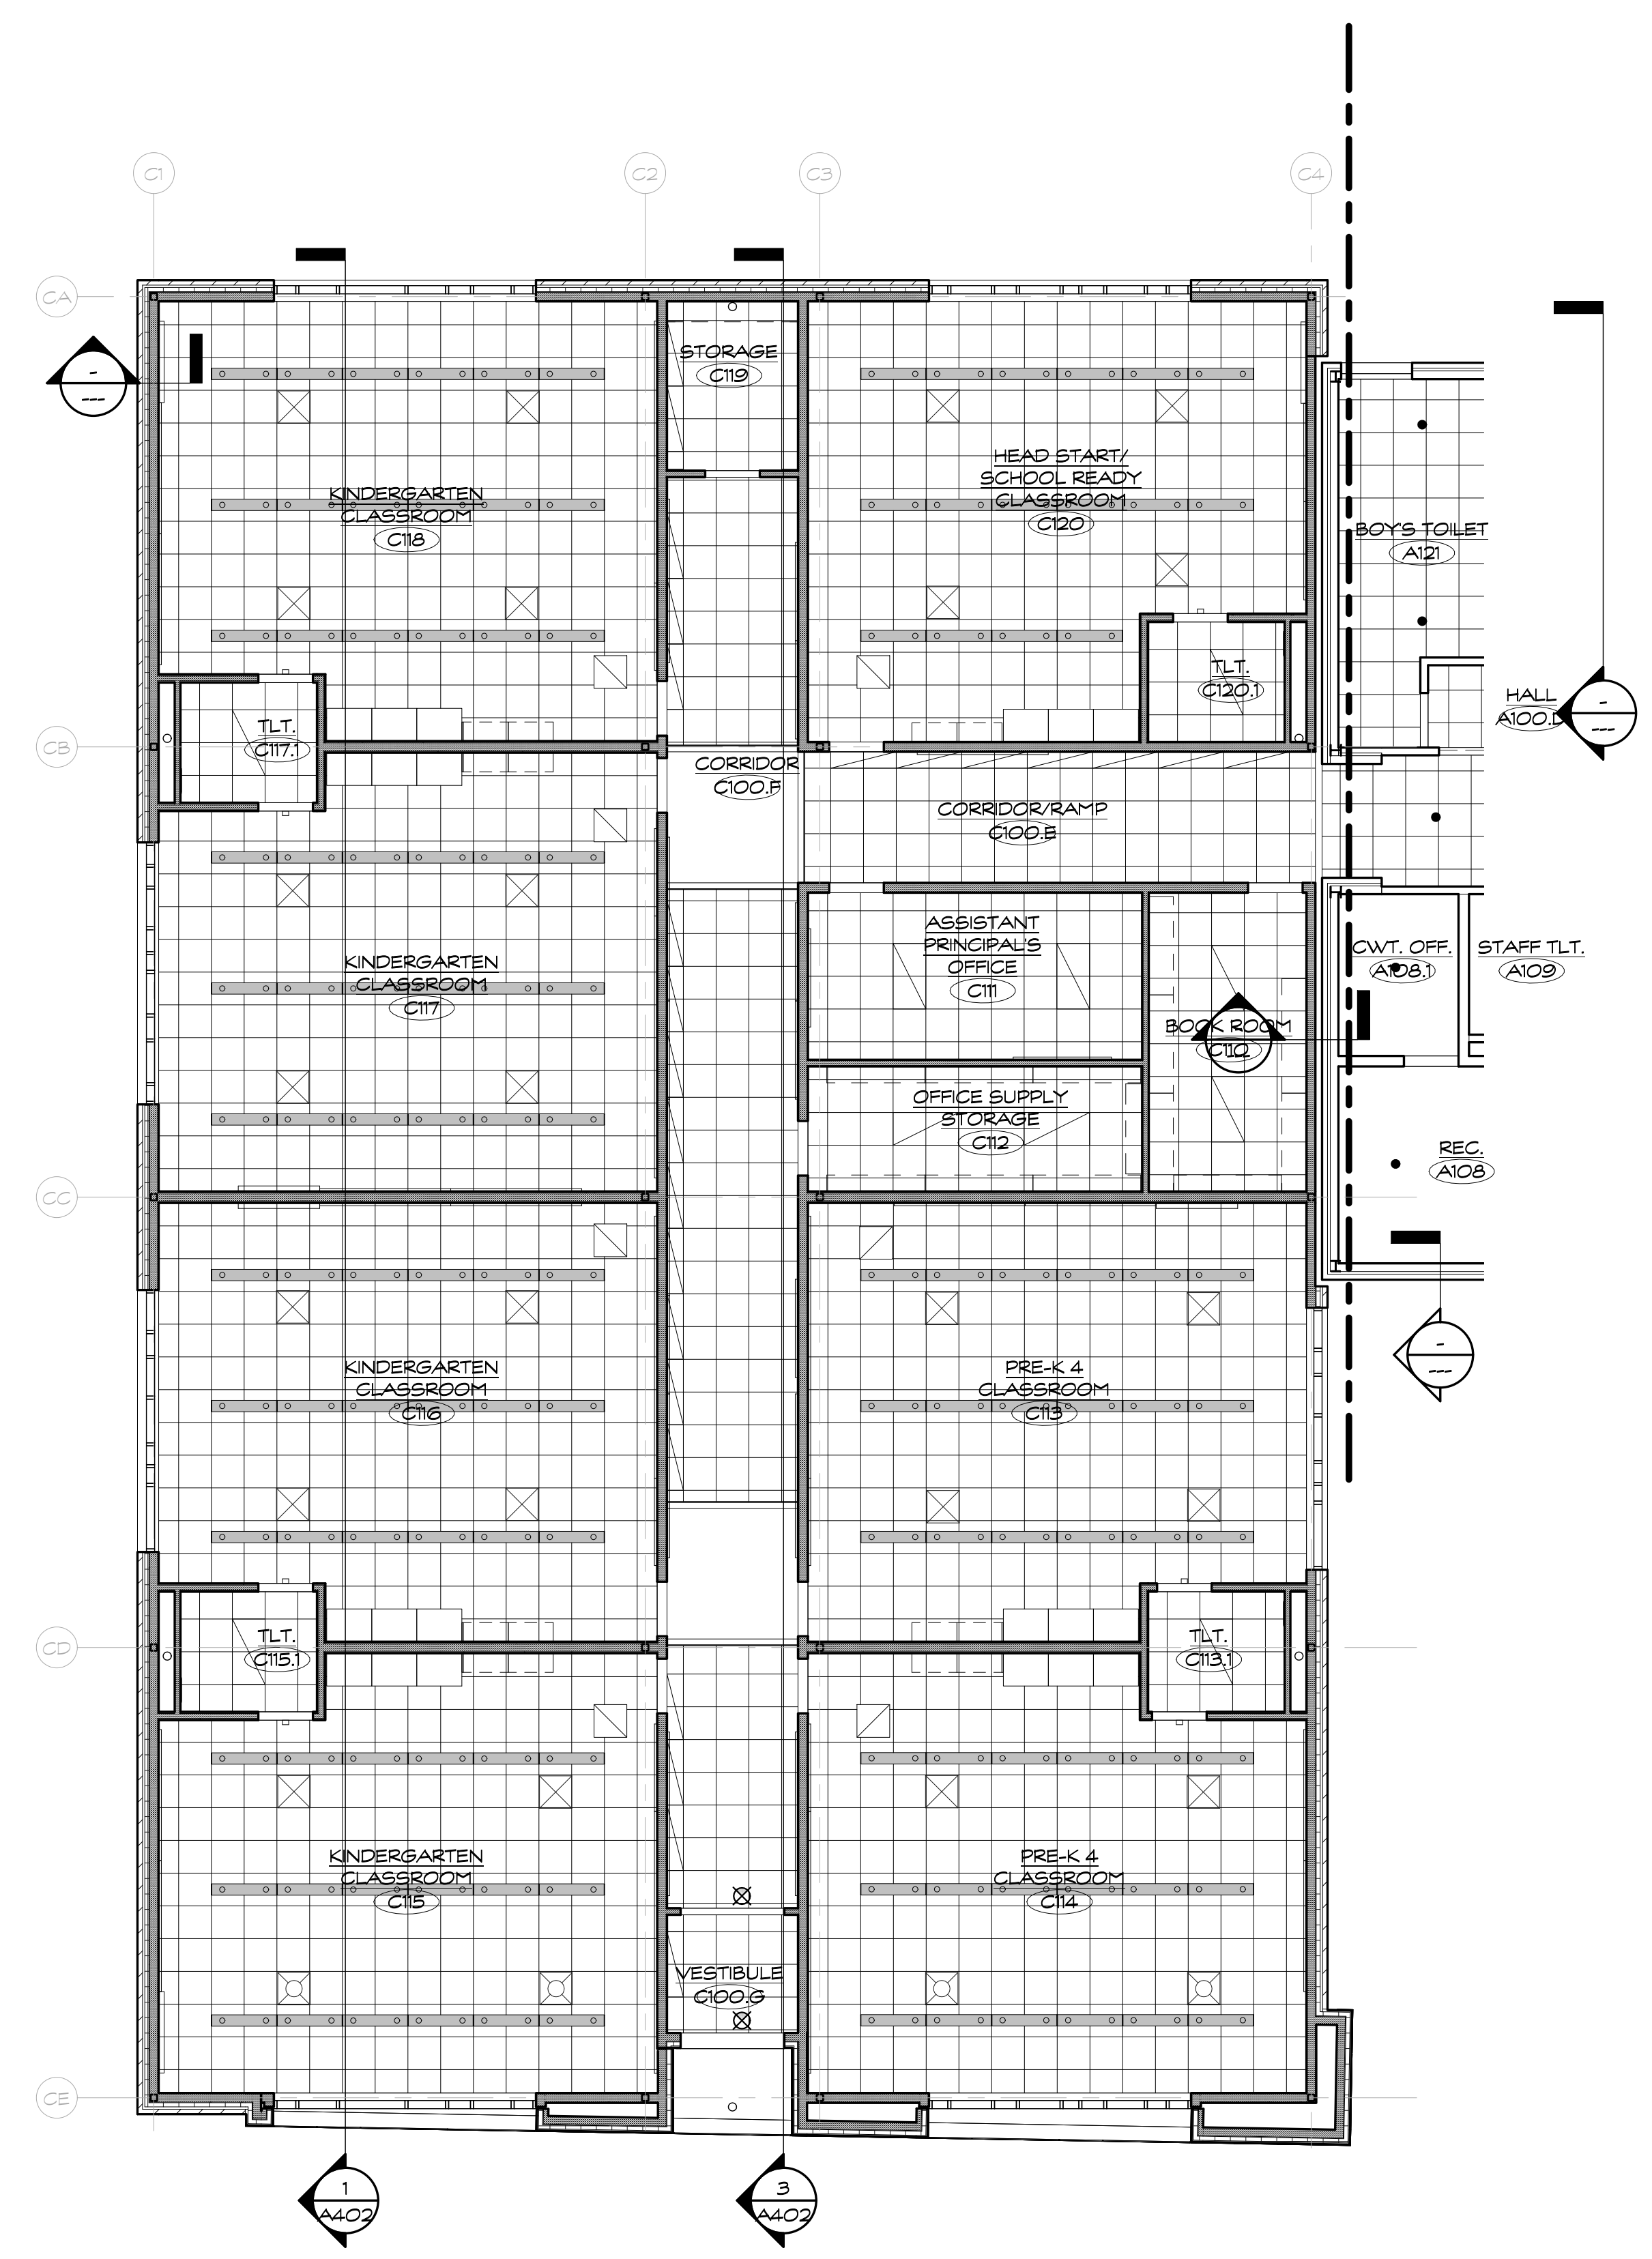 C1
C2
C3
C4
CA
-
---
STORAGE
C119
HEAD START/
SCHOOL READY
CLASSROOM
C120
KINDERGARTEN
CLASSROOM
C118
BOY'S TOILET
A121
TLT.
C120.1
HALL
A100.D
-
---
TLT.
C117.1
CB
CORRIDOR
C100.F
CORRIDOR/RAMP
C100.E
ASSISTANT
PRINCIPAL'S
OFFICE
C111
CWT. OFF.
A108.1
STAFF TLT.
A109
KINDERGARTEN
CLASSROOM
C117
BOOK ROOM
C110
OFFICE SUPPLY
STORAGE
C112
REC.
A108
CC
-
---
KINDERGARTEN
CLASSROOM
C116
PRE-K 4
CLASSROOM
C113
TLT.
C115.1
TLT.
C113.1
CD
KINDERGARTEN
CLASSROOM
C115
PRE-K 4
CLASSROOM
C114
VESTIBULE
C100.G
CE
1
A402
3
A402